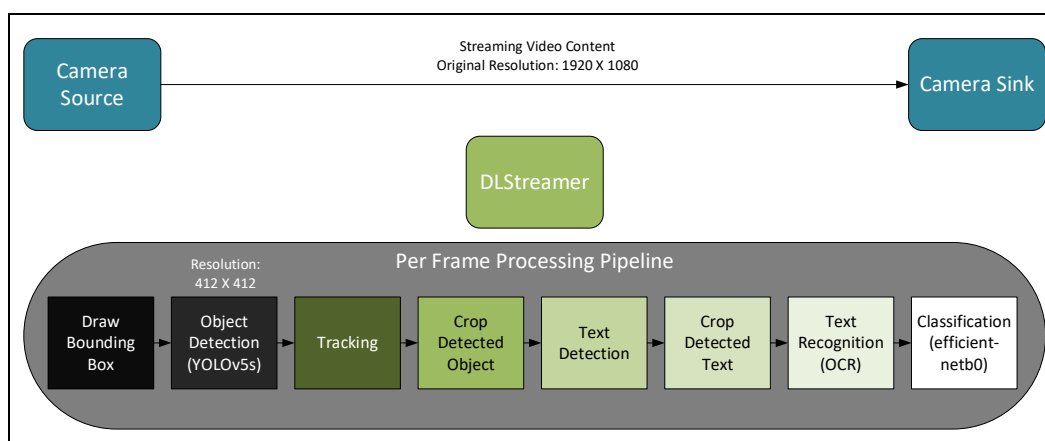 Camera
Source
Streaming Video Content
Original Resolution: 1920 X 1080
Camera Sink
DLStreamer
Per Frame Processing Pipeline
Resolution:
412 X 412
Draw
Bounding
Box
Object
Detection
(YOLOv5s)
Tracking
Crop
Detected
Object
Text
Detection
Crop
Detected
Text
Text
Recognition
(OCR)
Classification
(efficient-
netb0)